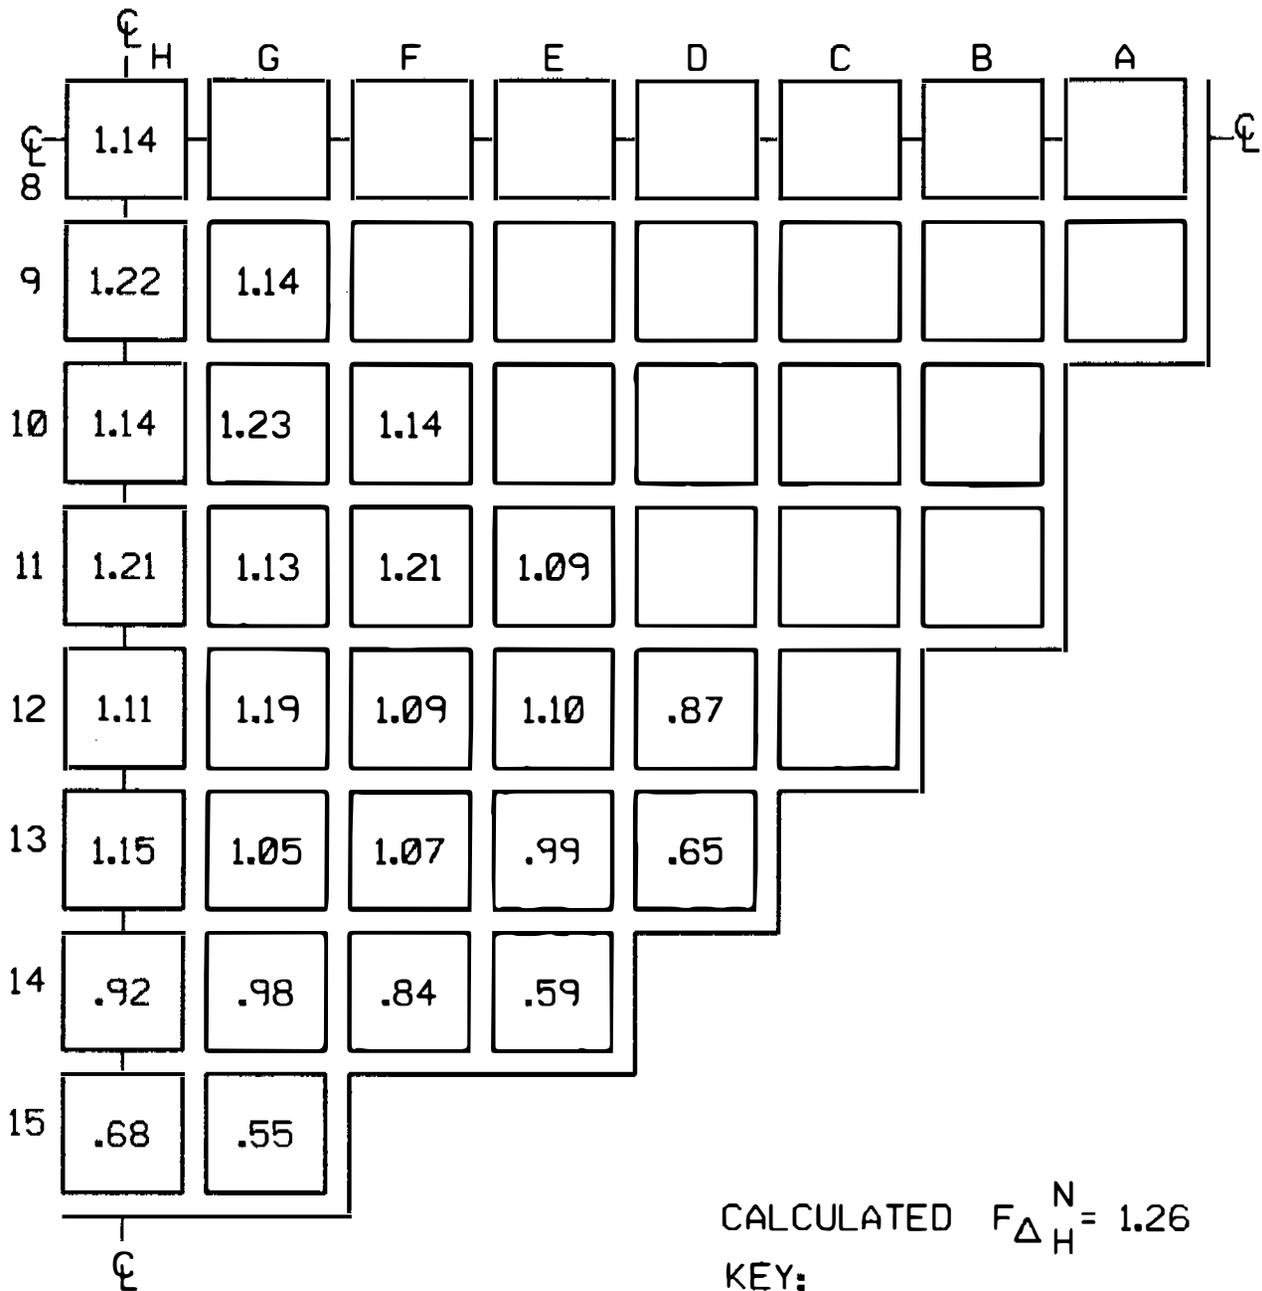 ℄
H G F E D C B A
℄ 1.14 ℄
8
9 1.22 1.14
10 1.14 1.23 1.14
11 1.21 1.13 1.21 1.09
12 1.11 1.19 1.09 1.10 .87
13 1.15 1.05 1.07 .99 .65
14 .92 .98 .84 .59
15 .68 .55
CALCULATED F Δ N H = 1.26
℄ KEY: